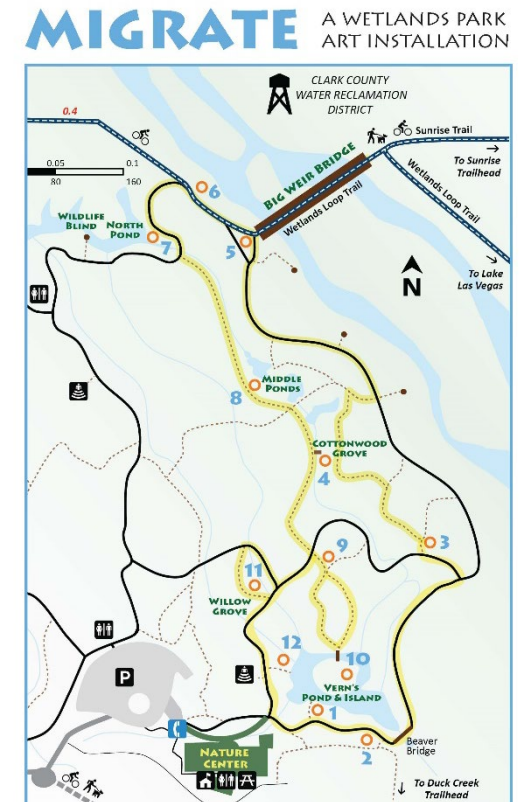 MIGRATE
A WETLANDS PARK
ART INSTALLATION
CLARK COUNTY
WATER RECLAMATION
DISTRICT
0.4
Sunrise Trail
To Sunrise
Trailhead
0.05 0.1
80 160
BIG WEIR BRIDGE
Wetlands Loop Trail
Wetlands Loop Trail
6
WILDLIFE
BLIND
NORTH
POND
7
5
To Lake
Las Vegas
N
MIDDLE
PONDS
8
COTTONWOOD
GROVE
4
3
9
11
WILLOW
GROVE
12
10
VERN'S
POND & ISLAND
1
2
P
NATURE
CENTER
Beaver
Bridge
To Duck Creek
Trailhead